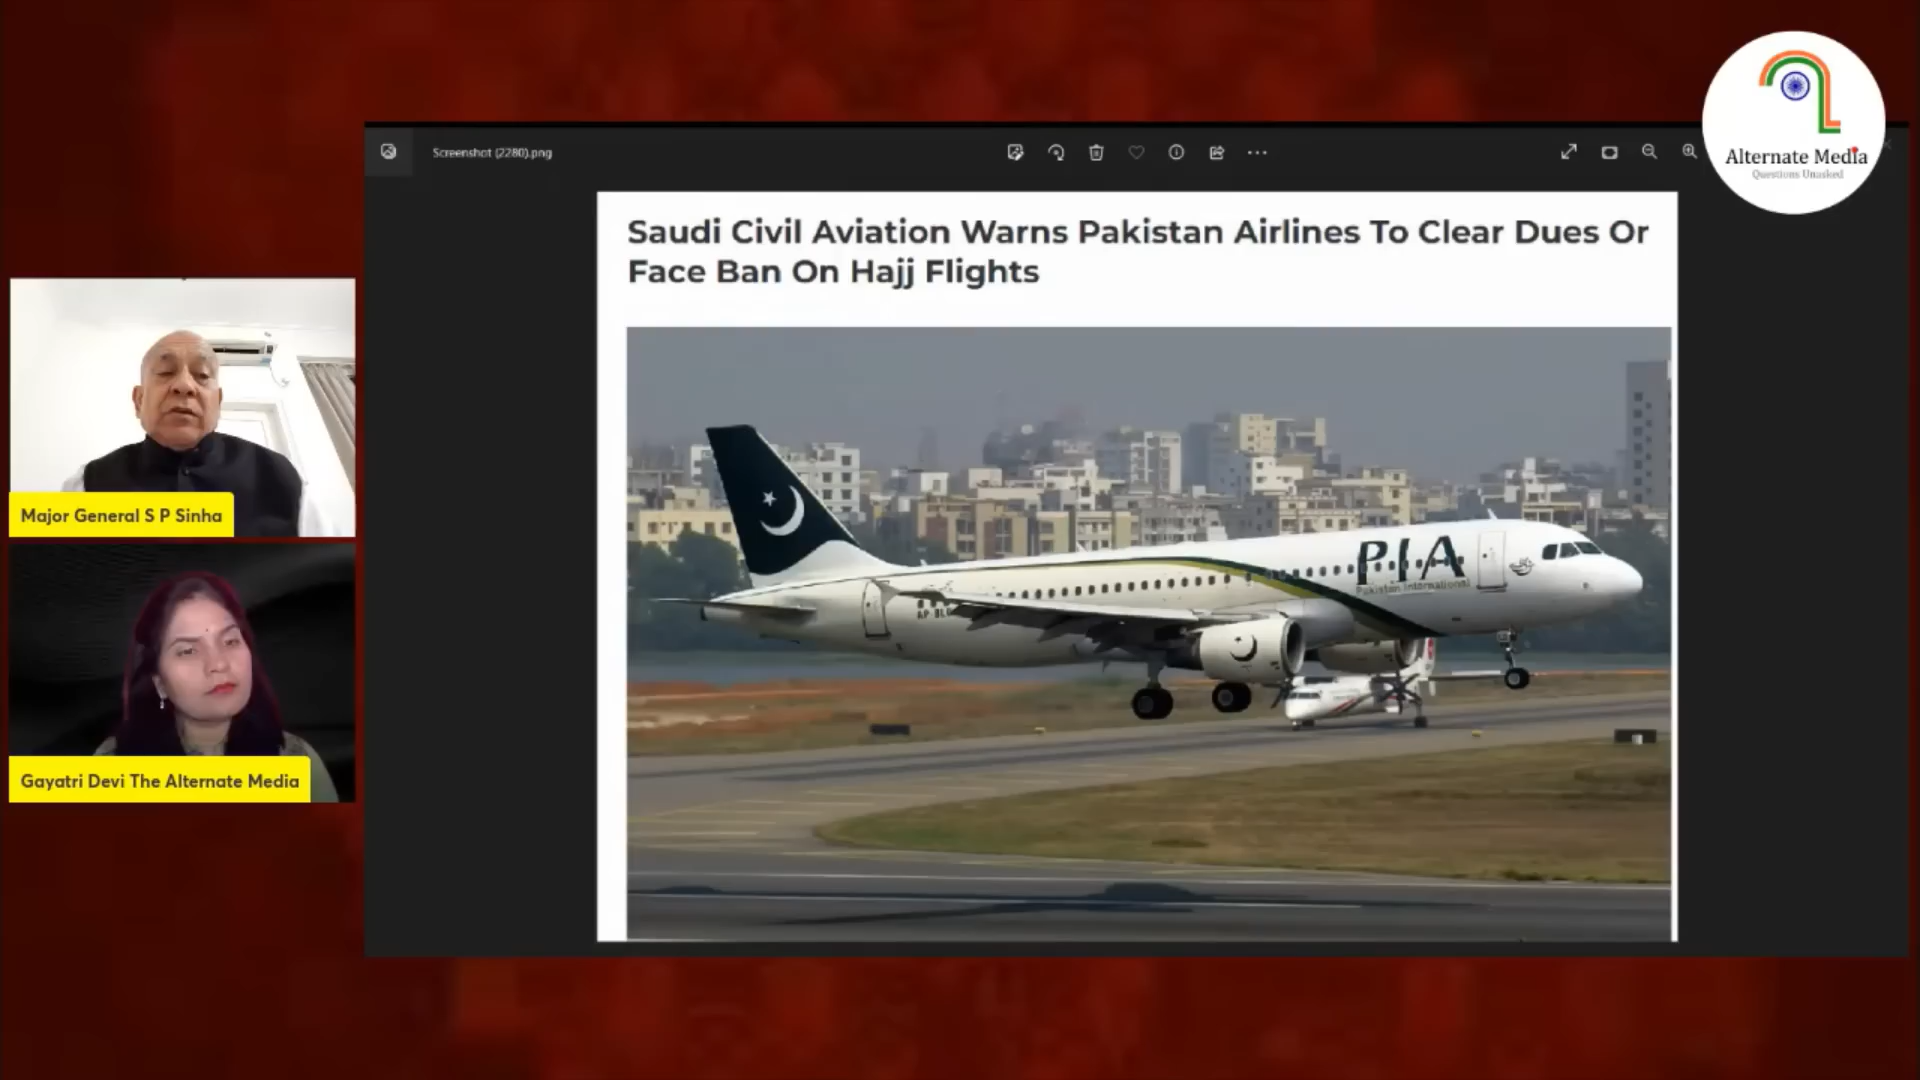 Alternate Media
Questions Unasked
Screenshot (2280).png
Saudi Civil Aviation Warns Pakistan Airlines To Clear Dues Or
Face Ban On Hajj Flights
PIA
Pakistan International
Major General S P Sinha
Gayatri Devi The Alternate Media